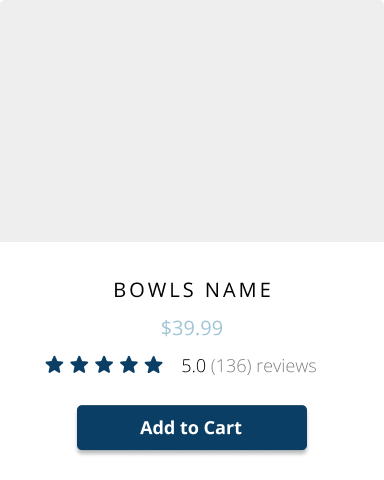 BOWLS NAME
$39.99
5.0 (136) reviews
Add to Cart